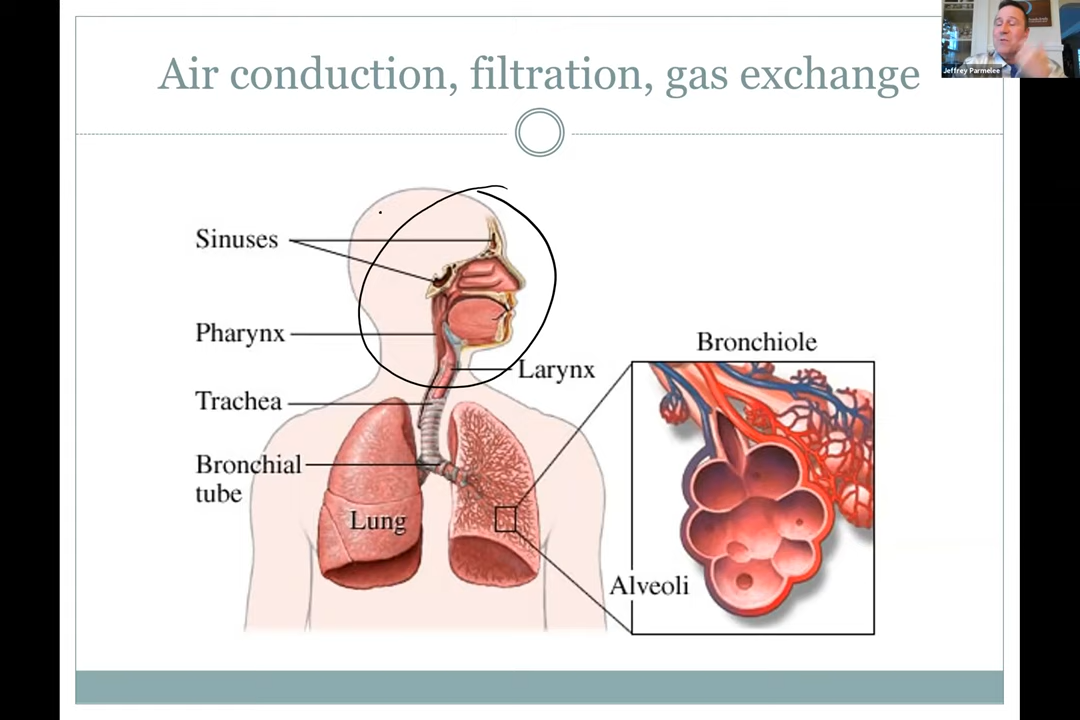 Air conduction, filtration, gas exchange
Jeffrey Parmelee
Sinuses
Pharynx
Larynx
Trachea
Bronchial
tube
Lung
Bronchiole
Alveoli